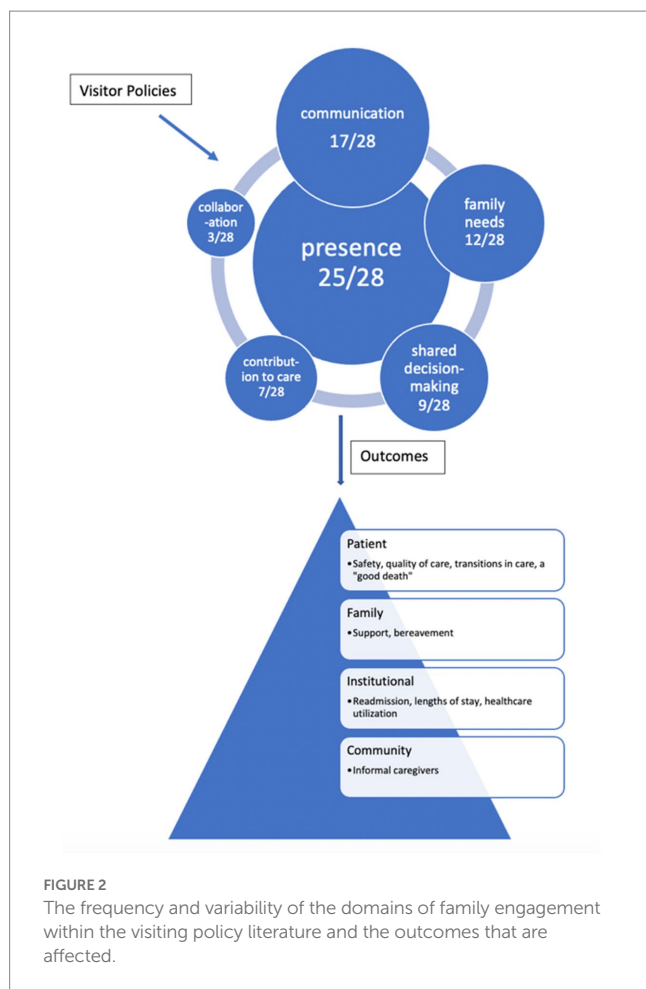 Visitor Policies
communication
17/28
collabor
-ation
3/28
family
needs
12/28
presence
25/28
contribut-
ion to care
7/28
shared
decision-
making
9/28
Outcomes
Patient
•Safety, quality of care, transitions in care, a
"good death"
Family
•Support, bereavement
Institutional
•Readmission, lengths of stay, healthcare
utilization
Community
•Informal caregivers
FIGURE 2
The frequency and variability of the domains of family engagement
within the visiting policy literature and the outcomes that are
affected.